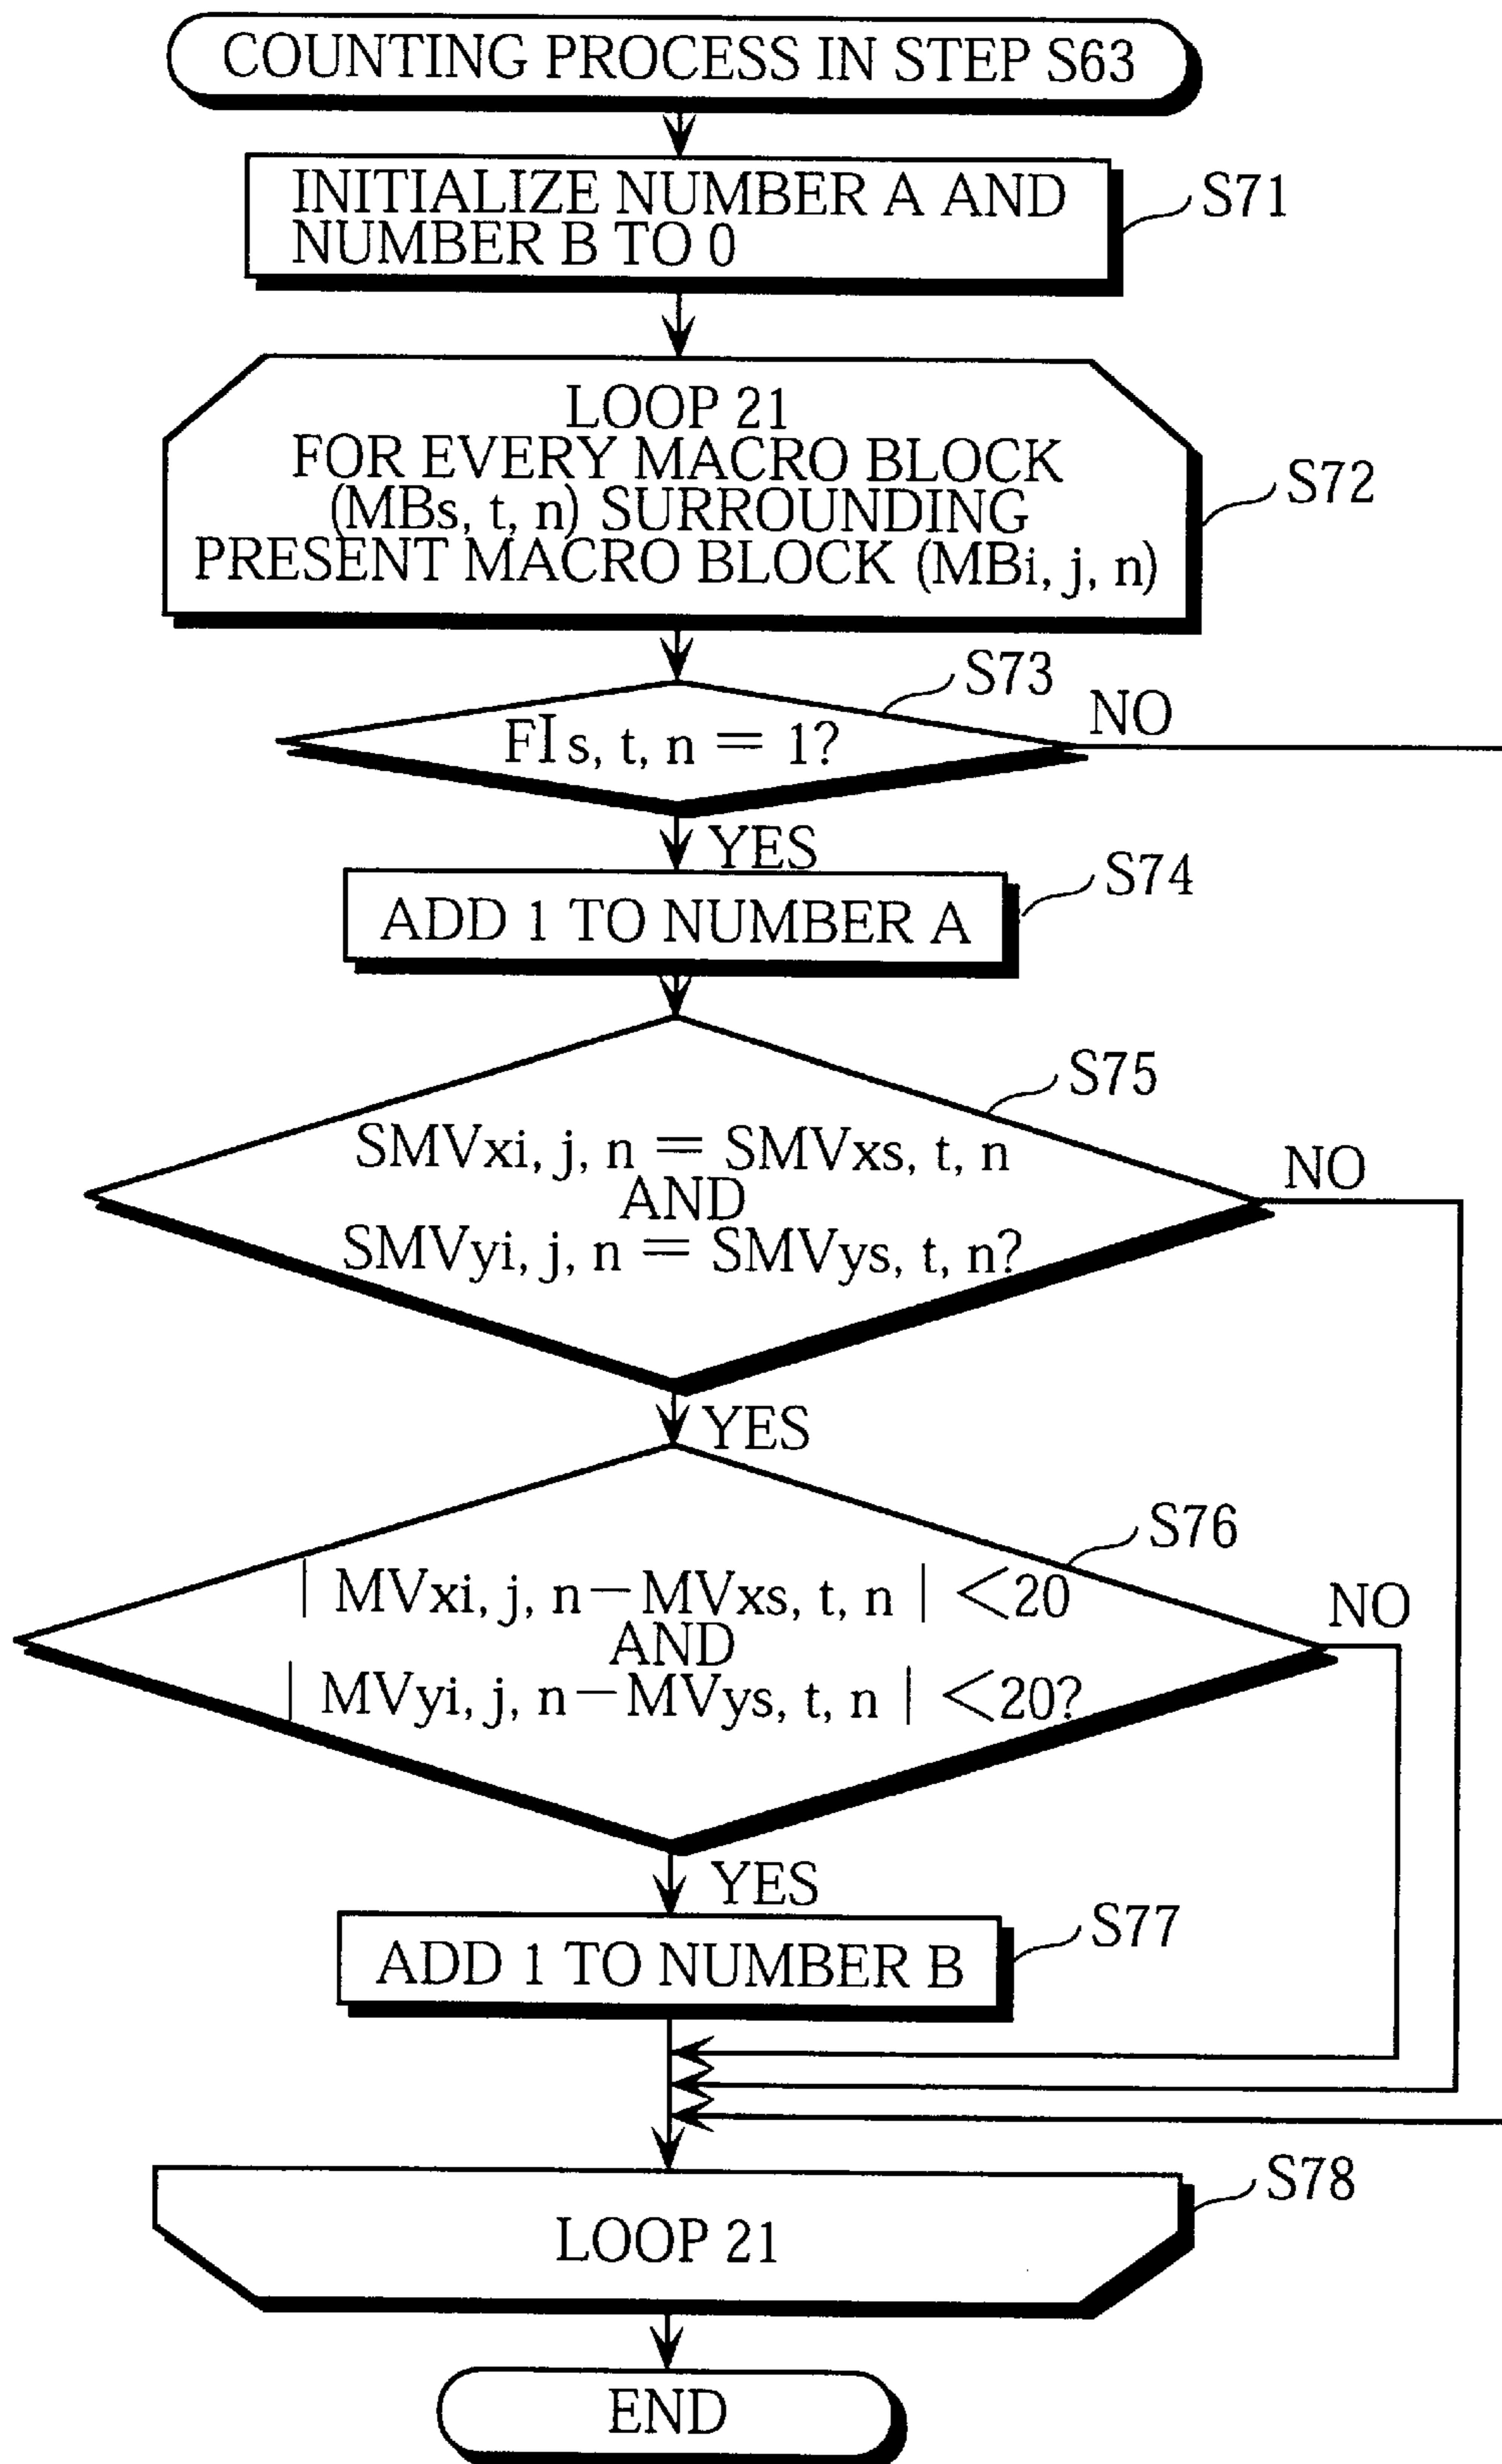 COUNTING PROCESS IN STEP S63
INITIALIZE NUMBER A AND
NUMBER B TO 0
S71
LOOP 21
FOR EVERY MACRO BLOCK
(MBs, t, n) SURROUNDING
PRESENT MACRO BLOCK (MBi, j, n)
S72
S73
FIs, t, n = 1?
NO
YES
S74
ADD 1 TO NUMBER A
S75
SMVxi, j, n = SMVxs, t, n
AND
SMVyi, j, n = SMVys, t, n?
NO
YES
S76
| MVxi, j, n－MVxs, t, n | <20
AND
| MVyi, j, n－MVys, t, n | <20?
NO
YES
S77
ADD 1 TO NUMBER B
S78
LOOP 21
END